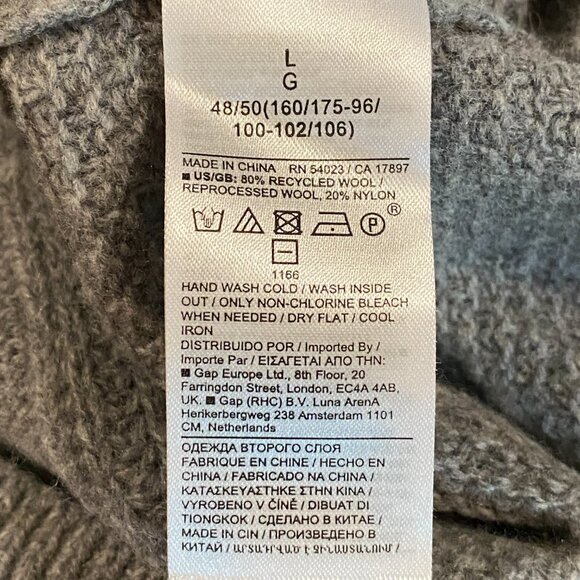 L
G
48/50(160/175-96/
100-102/106)
MADE IN CHINA RN 54023 / CA 17897
■ US/GB: 80% RECYCLED WOOL /
REPROCESSED WOOL, 20% NYLON
P®
1166
HAND WASH COLD / WASH INSIDE
OUT / ONLY NON-CHLORINE BLEACH
WHEN NEEDED / DRY FLAT / COOL
IRON
DISTRIBUIDO POR / Imported By /
Importe Par / ΕΙΣΑΓΕΤΑΙ ΑΠΟ ΤΗΝ:
■ Gap Europe Ltd., 8th Floor, 20
Farringdon Street, London, EC4A 4AB,
UK. ■ Gap (RHC) B.V. Luna ArenA
Herikerbergweg 238 Amsterdam 1101
CM, Netherlands
ОДЕЖДА ВТОРОГО СЛОЯ
FABRIQUE EN CHINE / HECHO EN
CHINA / FABRICADO NA CHINA /
ΚΑΤΑΣΚΕΥΑΣΤΗΚΕ ΣΤΗΝ ΚΙΝΑ /
VYROBENO V ČÍNĚ / DIBUAT DI
TIONGKOK / СДЕЛАНО В КИТАЕ /
MADE IN CIN / ПРОИЗВЕДЕНО В
КИТАЙ / ԱՐՏԱԴՐՎԱԾ Է ՉԻՆԱՍՏԱՆՈՒՄ /